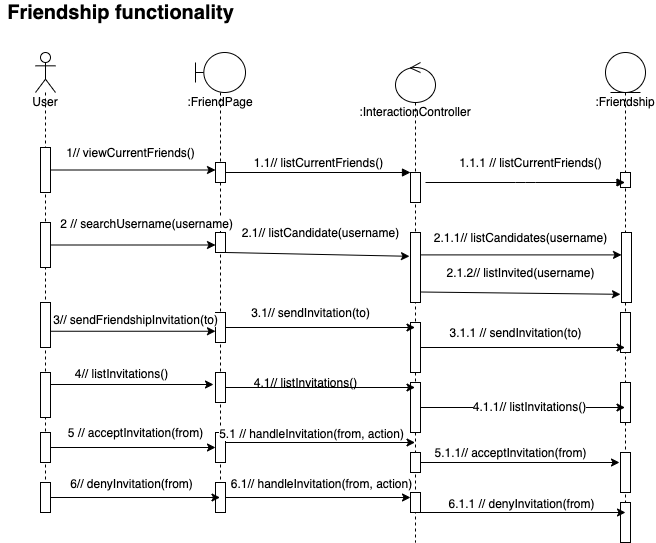 Friendship functionality
User
:FriendPage
:InteractionController
:Friendship
1// viewCurrentFriends()
1.1// listCurrentFriends()
1.1.1 // listCurrentFriends()
2 // searchUsername(username)
2.1// listCandidate(username)
2.1.1// listCandidates(username)
2.1.2// listInvited(username)
3// sendFriendshipInvitation(to)
3.1// sendInvitation(to)
3.1.1 // sendInvitation(to)
4// listInvitations()
4.1// listInvitations()
4.1.1// listInvitations()
5 // acceptInvitation(from)
5.1 // handleInvitation(from, action)
5.1.1// acceptInvitation(from)
6// denyInvitation(from)
6.1// handleInvitation(from, action)
6.1.1 // denyInvitation(from)